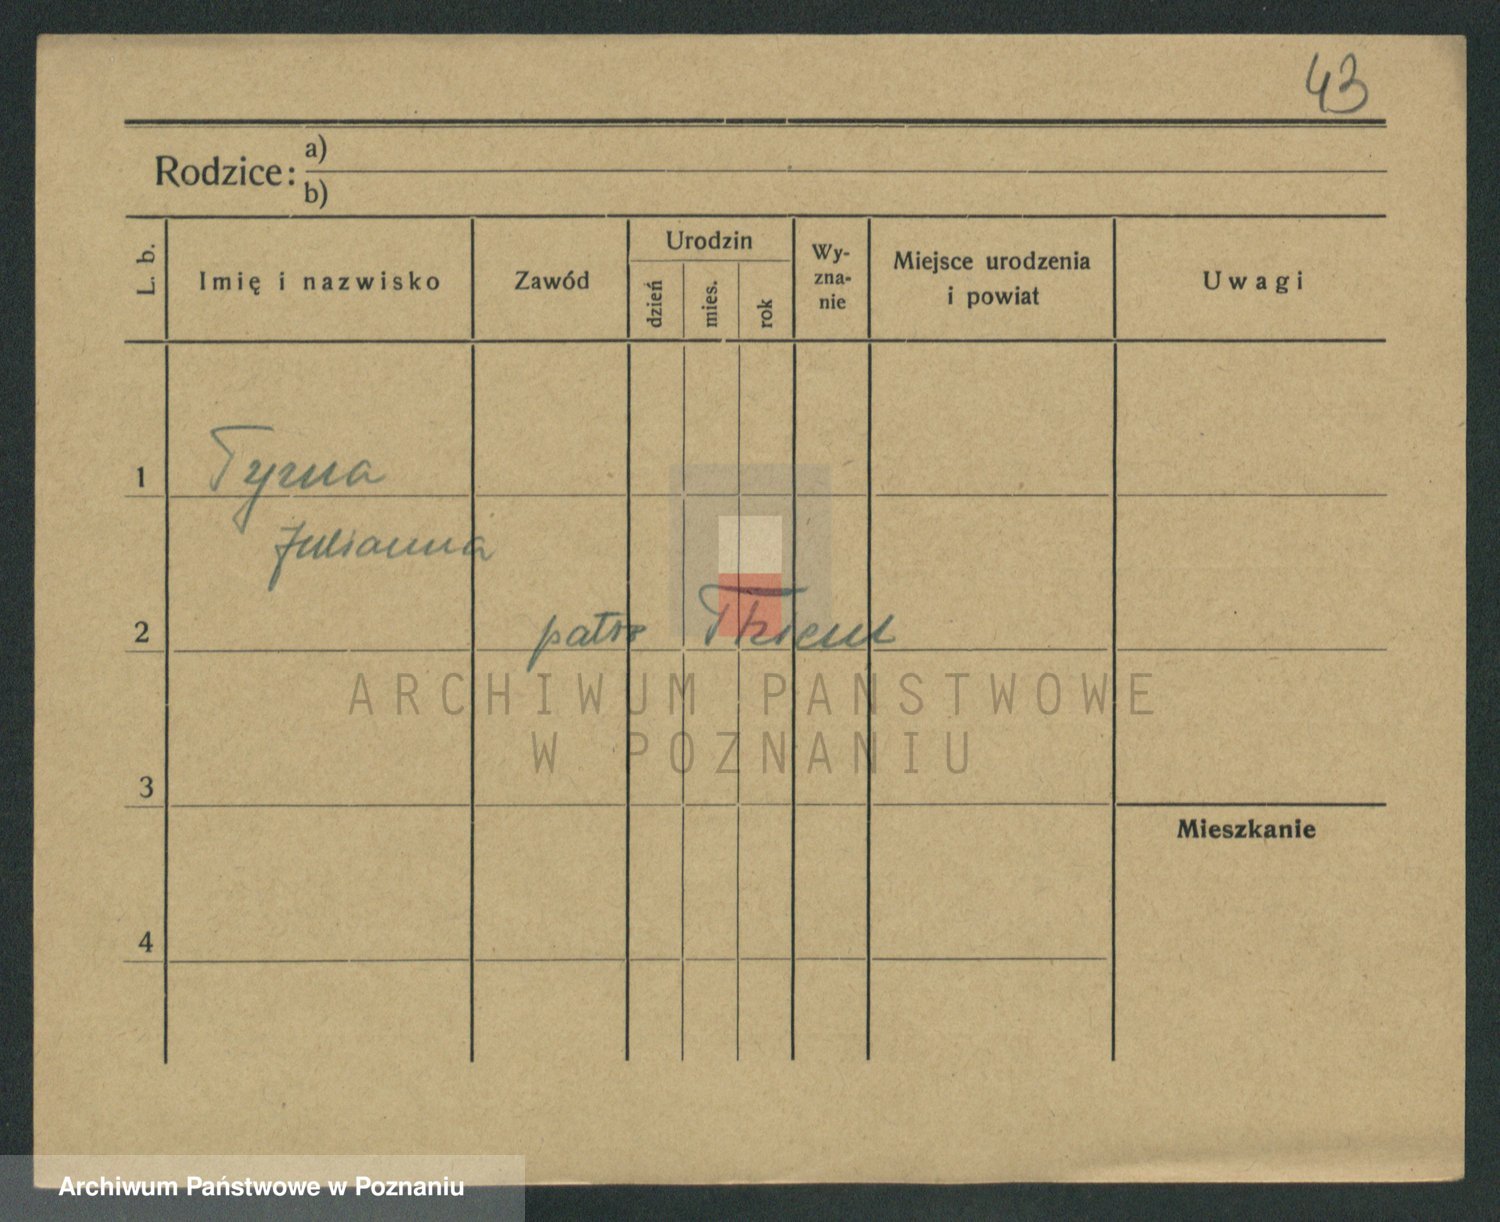 43
Rodzice: a)
b)
L. b. Imię i nazwisko Zawód Urodzin dzień mies. rok Wy-zna-nie Miejsce urodzenia i powiat Uwagi
1 Tyrna
Julianna
2 patrz
3
Mieszkanie
4
ARCHIWUM PAŃSTWOWE
W POZNANIU
Archiwum Państwowe w Poznaniu